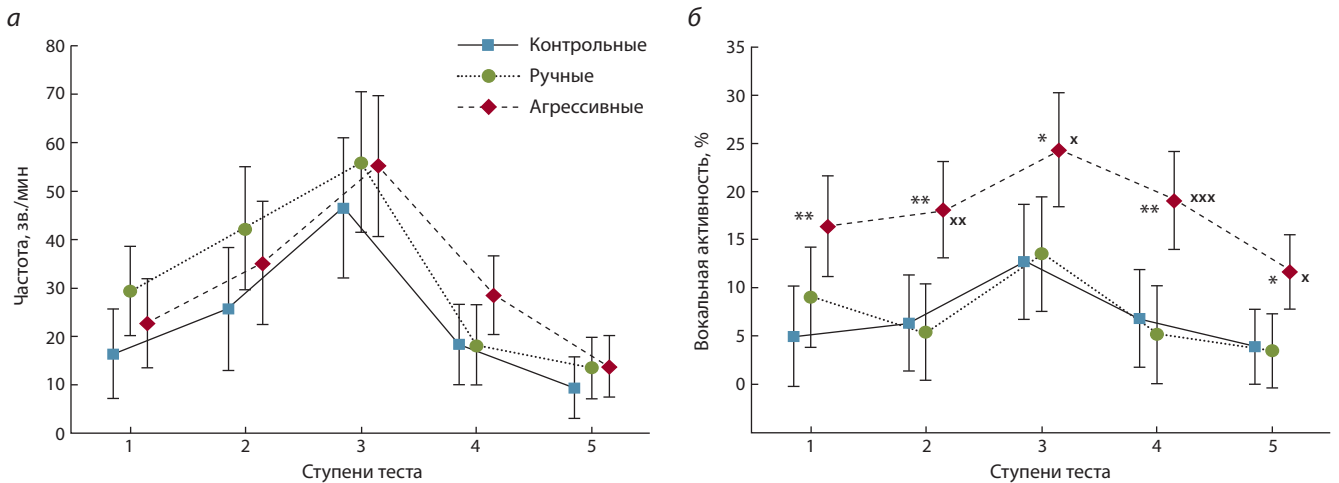 а
80
70
60
50
40
30
20
10
0
Частота, зв./мин
1 2 3 4 5
Ступени теста
Контрольные
Ручные
Агрессивные
б
35
30
25
20
15
10
5
0
Вокальная активность, %
**
** xx
* x
** xxx
* x
1 2 3 4 5
Ступени теста